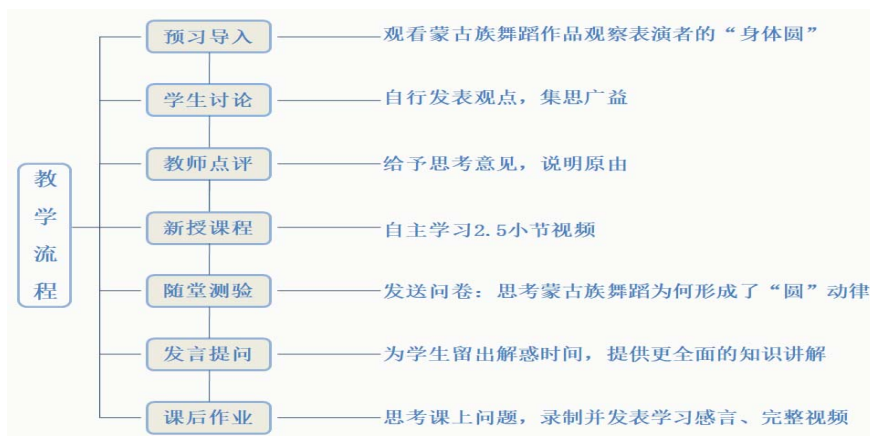 教学流程
预习导入
观看蒙古族舞蹈作品观察表演者的“身体圆”
学生讨论
自行发表观点，集思广益
教师点评
给予思考意见，说明原由
新授课程
自主学习2.5小节视频
随堂测验
发送问卷：思考蒙古族舞蹈为何形成了“圆”动律
发言提问
为学生留出解惑时间，提供更全面的知识讲解
课后作业
思考课上问题，录制并发表学习感言、完整视频